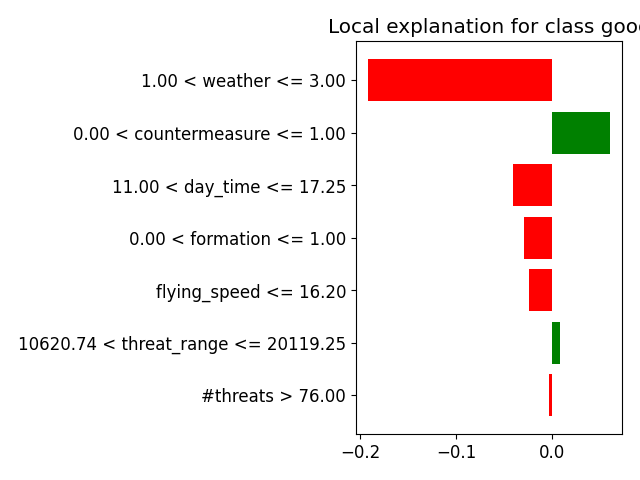 Local explanation for class good
1.00 < weather <= 3.00
0.00 < countermeasure <= 1.00
11.00 < day_time <= 17.25
0.00 < formation <= 1.00
flying_speed <= 16.20
10620.74 < threat_range <= 20119.25
#threats > 76.00
−0.2 −0.1 0.0